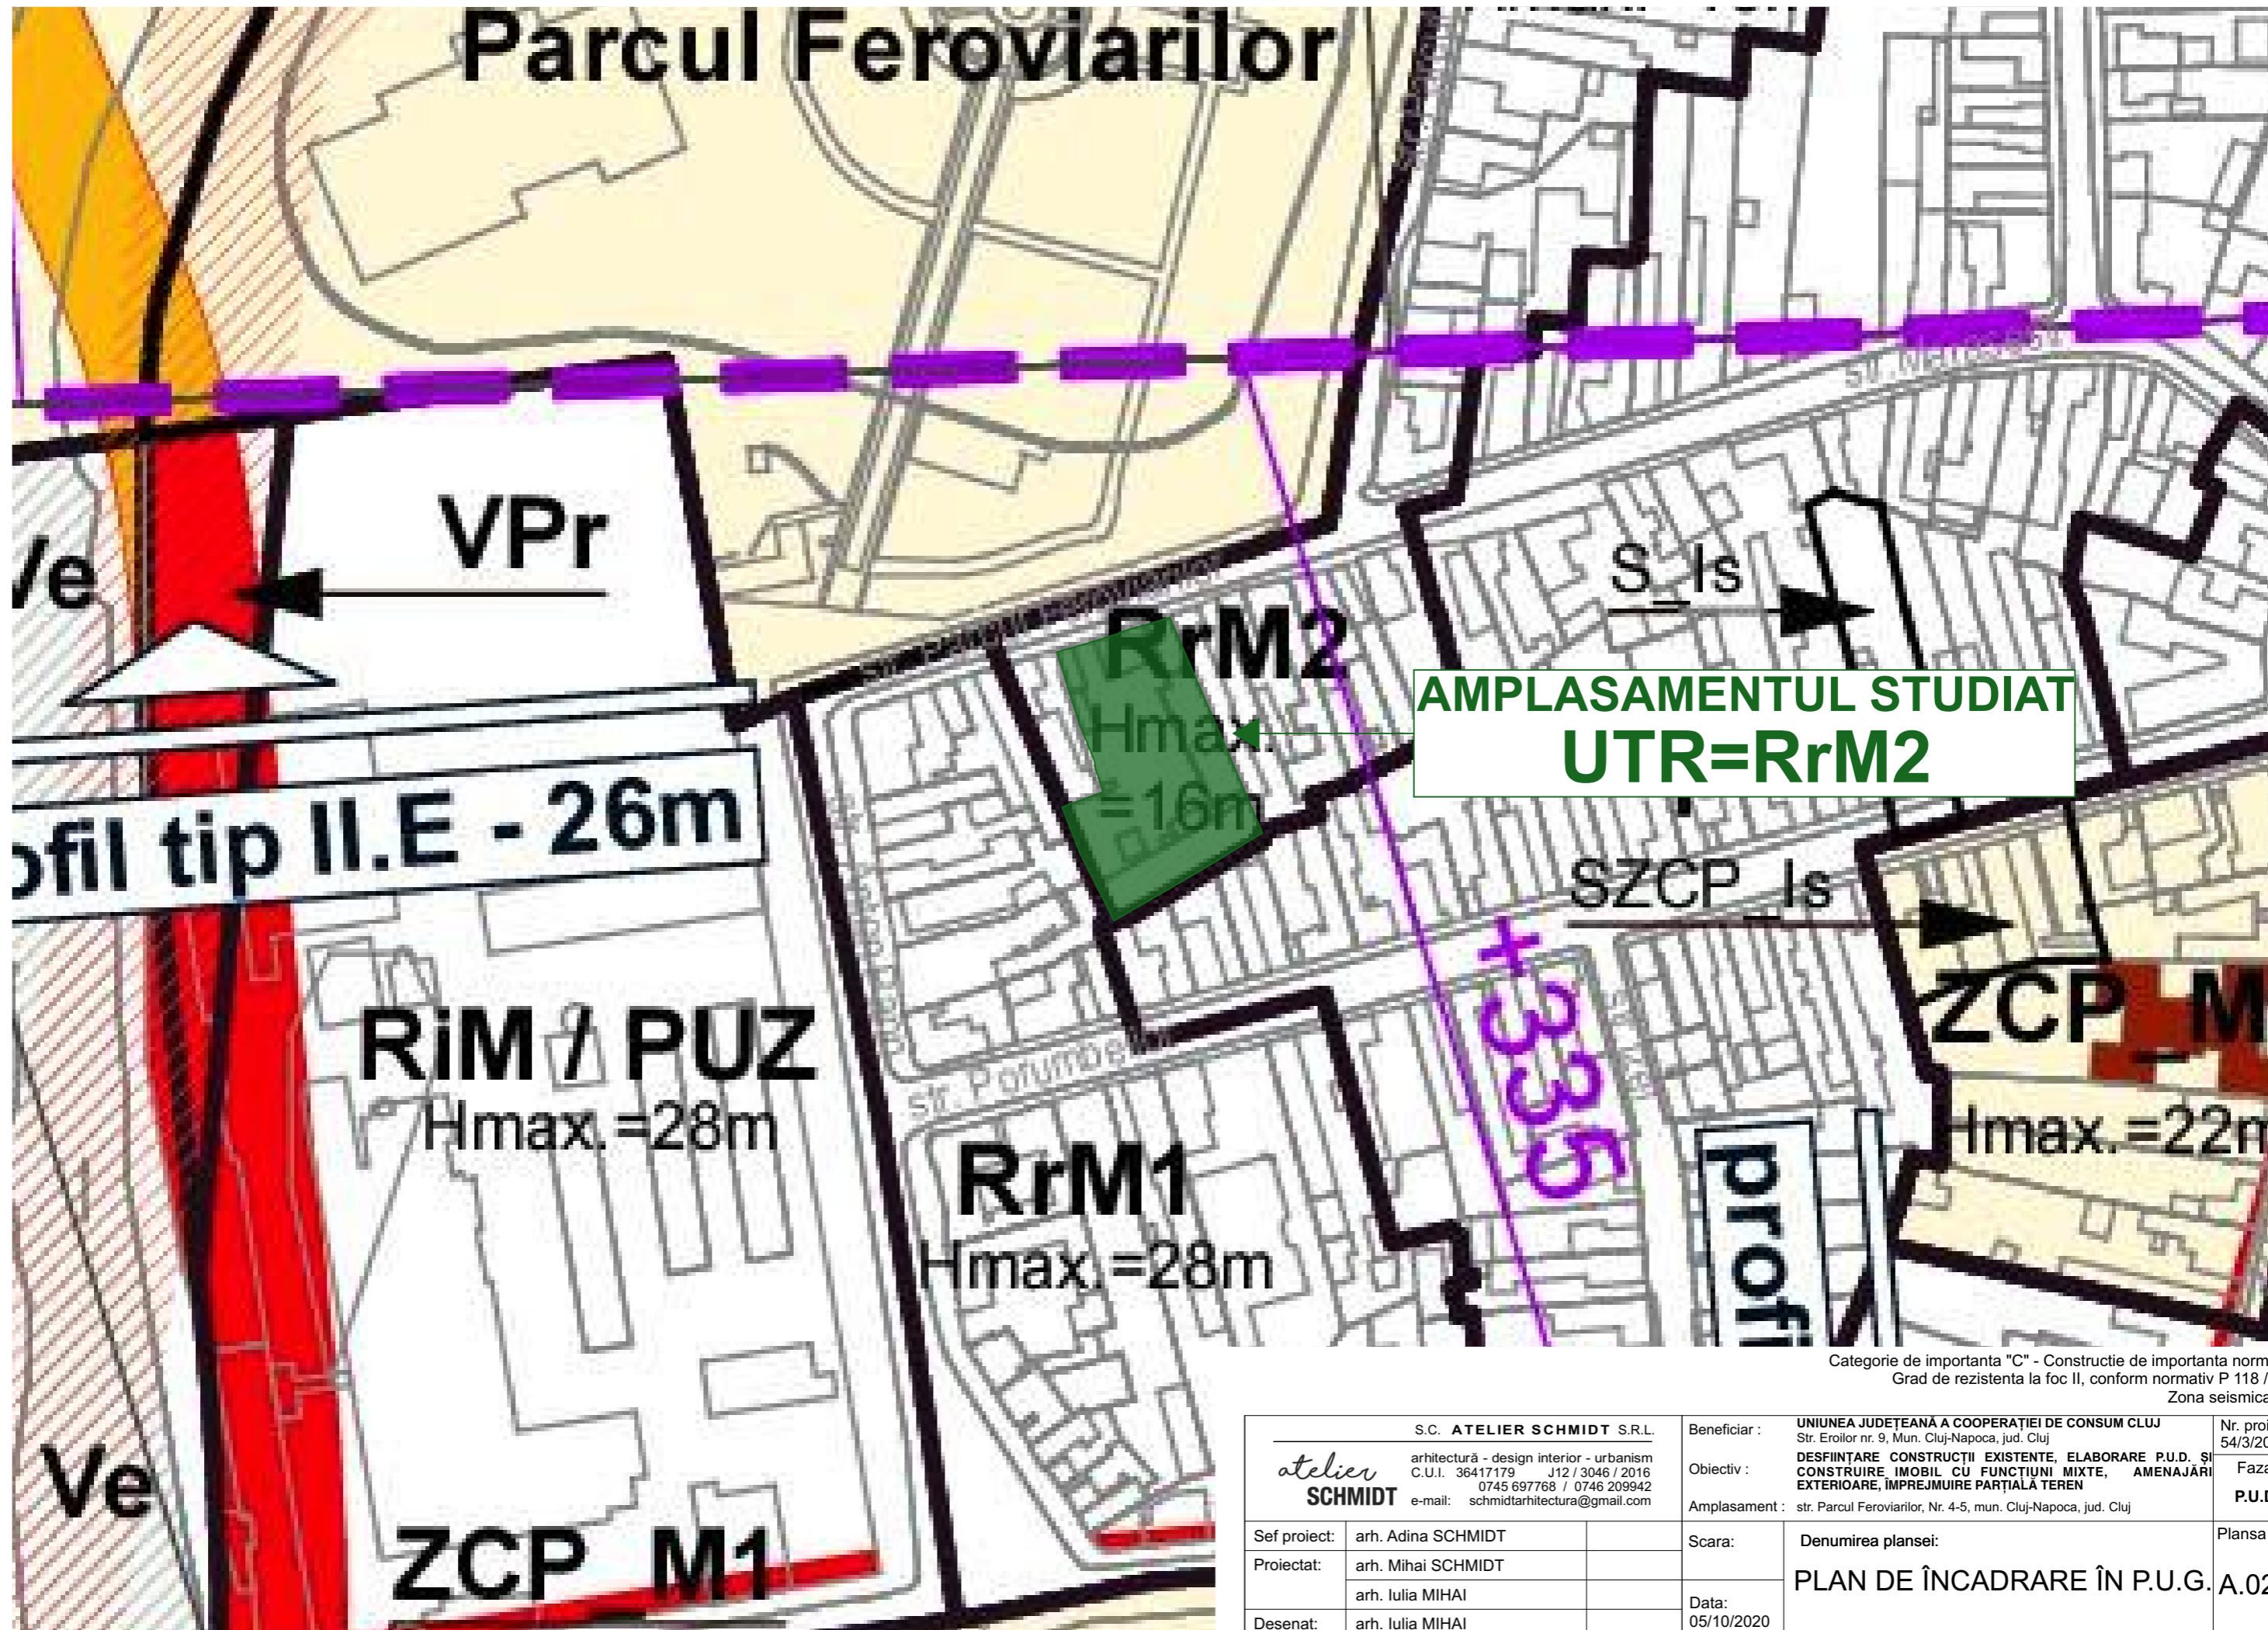 Parcul Feroviarilor
VPr
Ve
S_Is
str. Parcul Feroviarilor
RrM2
Hmax.
=16m
AMPLASAMENTUL STUDIAT
UTR=RrM2
ofil tip II.E - 26m
SZCP_Is
+335
ZCP_M
Hmax.=22m
RiM / PUZ
Hmax.=28m
str. Porumbeilor
RrM1
Hmax.=28m
profi
Ve
ZCP_M1
Categorie de importanta "C" - Constructie de importanta norm
Grad de rezistenta la foc II, conform normativ P 118 /
Zona seismica
S.C. ATELIER SCHMIDT S.R.L.
atelier
SCHMIDT
arhitectură - design interior - urbanism
C.U.I. 36417179 J12 / 3046 / 2016
0745 697768 / 0746 209942
e-mail: schmidtarhitectura@gmail.com
Beneficiar :
UNIUNEA JUDEȚEANĂ A COOPERAȚIEI DE CONSUM CLUJ
Str. Eroilor nr. 9, Mun. Cluj-Napoca, jud. Cluj
Nr. proi
54/3/20
Obiectiv :
DESFIINȚARE CONSTRUCȚII EXISTENTE, ELABORARE P.U.D. ȘI
CONSTRUIRE IMOBIL CU FUNCȚIUNI MIXTE, AMENAJĂRI
EXTERIOARE, ÎMPREJMUIRE PARȚIALĂ TEREN
Faza
P.U.D
Amplasament :
str. Parcul Feroviarilor, Nr. 4-5, mun. Cluj-Napoca, jud. Cluj
Sef proiect:
arh. Adina SCHMIDT
Scara:
Denumirea plansei:
Plansa
Proiectat:
arh. Mihai SCHMIDT
arh. Iulia MIHAI
PLAN DE ÎNCADRARE ÎN P.U.G.
A.02
Desenat:
arh. Iulia MIHAI
Data:
05/10/2020